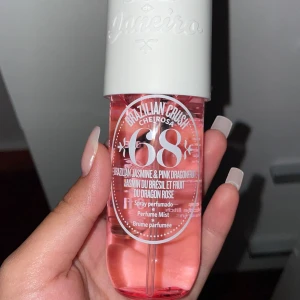 Janeiro
BRAZILIAN CRUSH
CHEIROSA
68
BRAZILIAN JASMINE & PINK DRAGONFRUIT
JASMIN DU BRÉSIL ET FRUIT
DU DRAGON ROSE
Spray perfumado
Perfume Mist
Brume parfumée